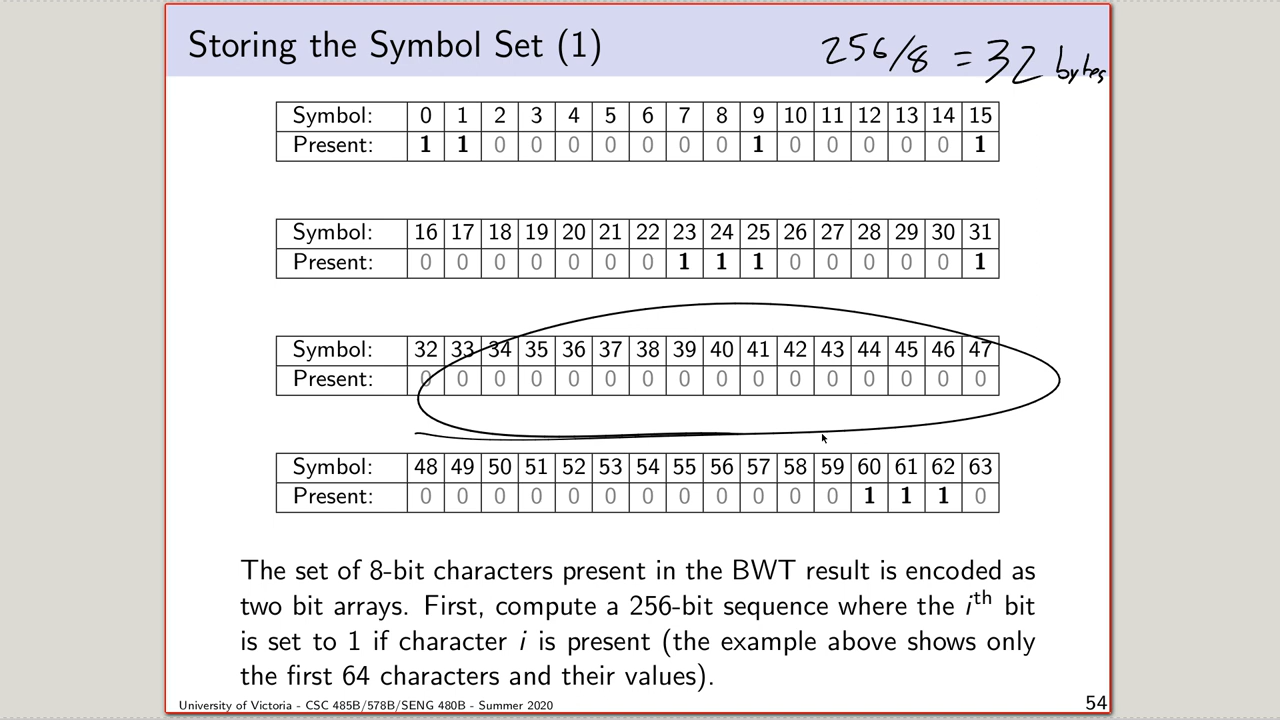 Storing the Symbol Set (1)
256/8 = 32 bytes
Symbol: 0 1 2 3 4 5 6 7 8 9 10 11 12 13 14 15
Present: 1 1 0 0 0 0 0 0 0 1 0 0 0 0 0 1
Symbol: 16 17 18 19 20 21 22 23 24 25 26 27 28 29 30 31
Present: 0 0 0 0 0 0 0 1 1 1 0 0 0 0 0 1
Symbol: 32 33 34 35 36 37 38 39 40 41 42 43 44 45 46 47
Present: 0 0 0 0 0 0 0 0 0 0 0 0 0 0 0 0
Symbol: 48 49 50 51 52 53 54 55 56 57 58 59 60 61 62 63
Present: 0 0 0 0 0 0 0 0 0 0 0 0 1 1 1 0
The set of 8-bit characters present in the BWT result is encoded as
two bit arrays. First, compute a 256-bit sequence where the iᵗʰ bit
is set to 1 if character i is present (the example above shows only
the first 64 characters and their values).
University of Victoria - CSC 485B/578B/SENG 480B - Summer 2020
54